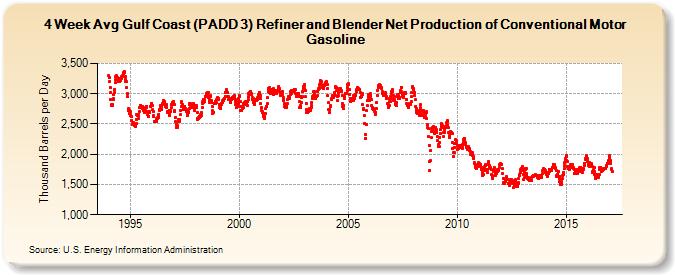 4 Week Avg Gulf Coast (PADD 3) Refiner and Blender Net Production of Conventional Motor
Gasoline
Thousand Barrels per Day
3,500
3,000
2,500
2,000
1,500
1,000
1995
2000
2005
2010
2015
Source: U.S. Energy Information Administration